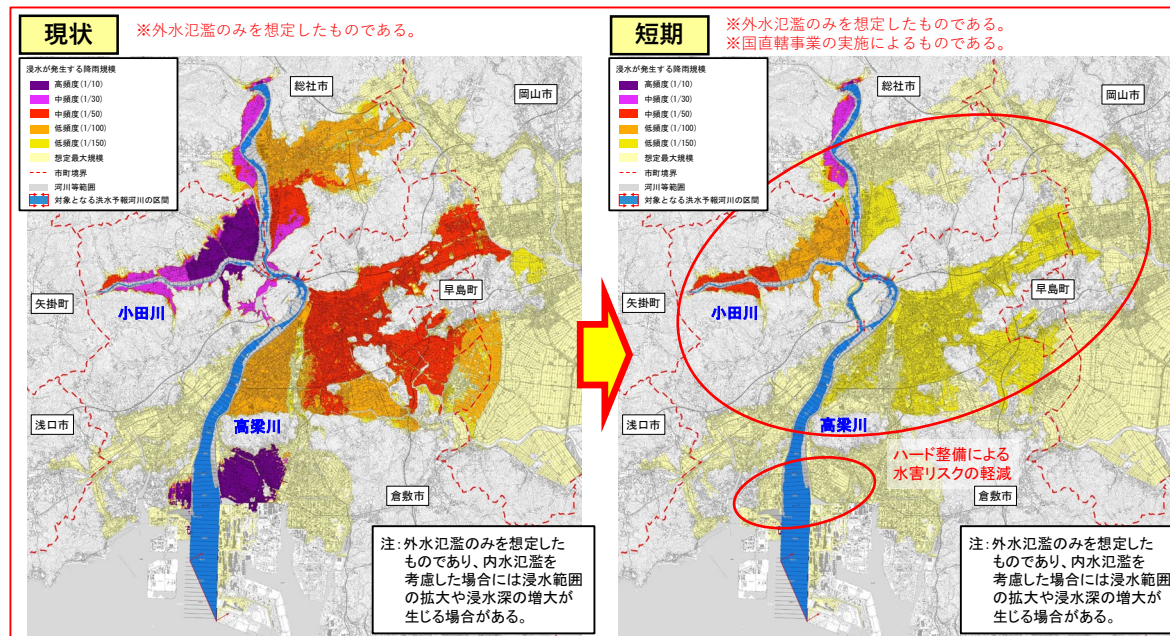 現状
※外水氾濫のみを想定したものである。
浸水が発生する降雨規模
高頻度(1/10)
中頻度(1/30)
中頻度(1/50)
低頻度(1/100)
低頻度(1/150)
想定最大規模
市町境界
河川等範囲
対象となる洪水予報河川の区間
総社市
岡山市
矢掛町
小田川
早島町
浅口市
高梁川
倉敷市
注:外水氾濫のみを想定した
ものであり、内水氾濫を
考慮した場合には浸水範囲
の拡大や浸水深の増大が
生じる場合がある。
短期
※外水氾濫のみを想定したものである。
※国直轄事業の実施によるものである。
浸水が発生する降雨規模
高頻度(1/10)
中頻度(1/30)
中頻度(1/50)
低頻度(1/100)
低頻度(1/150)
想定最大規模
市町境界
河川等範囲
対象となる洪水予報河川の区間
総社市
岡山市
矢掛町
小田川
早島町
浅口市
高梁川
ハード整備による
水害リスクの軽減
倉敷市
注:外水氾濫のみを想定した
ものであり、内水氾濫を
考慮した場合には浸水範囲
の拡大や浸水深の増大が
生じる場合がある。